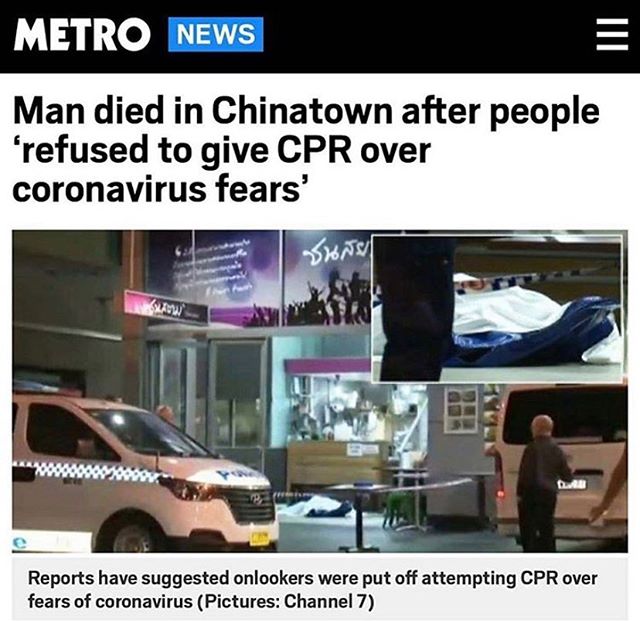 METRO NEWS
Man died in Chinatown after people
‘refused to give CPR over
coronavirus fears’
POLICE
Reports have suggested onlookers were put off attempting CPR over
fears of coronavirus (Pictures: Channel 7)